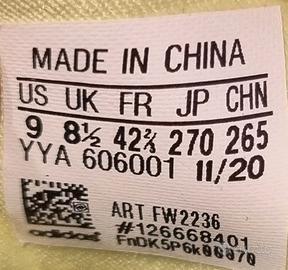 MADE IN CHINA
US UK FR JP CHN
9 8½ 42⅔ 270 265
YYA 606001 11/20
ART FW2236
adidas #126668401